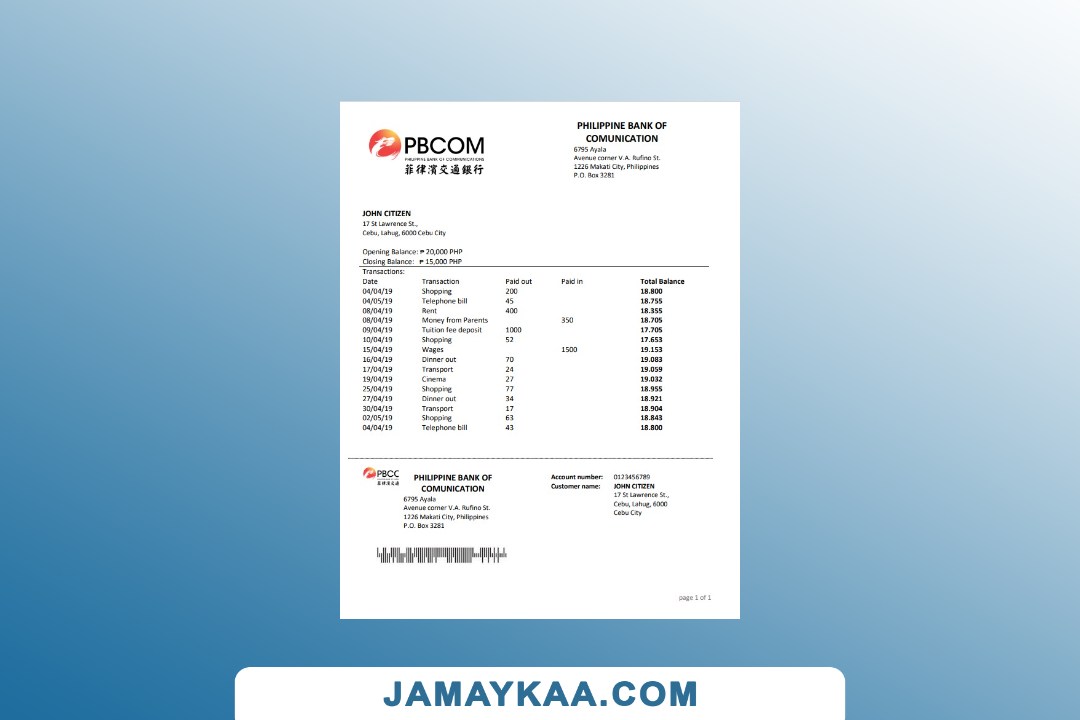 PBCOM
PHILIPPINE BANK OF COMMUNICATIONS
菲律濱交通銀行
PHILIPPINE BANK OF
COMUNICATION
6795 Ayala
Avenue corner V.A. Rufino St.
1226 Makati City, Philippines
P.O. Box 3281
JOHN CITIZEN
17 St Lawrence St.,
Cebu, Lahug, 6000 Cebu City
Opening Balance: ₱ 20,000 PHP
Closing Balance: ₱ 15,000 PHP
Transactions:
Date Transaction Paid out Paid in Total Balance
04/04/19 Shopping 200 18.800
04/05/19 Telephone bill 45 18.755
08/04/19 Rent 400 18.355
08/04/19 Money from Parents 350 18.705
09/04/19 Tuition fee deposit 1000 17.705
10/04/19 Shopping 52 17.653
15/04/19 Wages 1500 19.153
16/04/19 Dinner out 70 19.083
17/04/19 Transport 24 19.059
19/04/19 Cinema 27 19.032
25/04/19 Shopping 77 18.955
27/04/19 Dinner out 34 18.921
30/04/19 Transport 17 18.904
02/05/19 Shopping 63 18.843
04/04/19 Telephone bill 43 18.800
PBCC
菲律濱交通
PHILIPPINE BANK OF
COMUNICATION
6795 Ayala
Avenue corner V.A. Rufino St.
1226 Makati City, Philippines
P.O. Box 3281
Account number: 0123456789
Customer name: JOHN CITIZEN
17 St Lawrence St.,
Cebu, Lahug, 6000
Cebu City
page 1 of 1
JAMAYKAA.COM